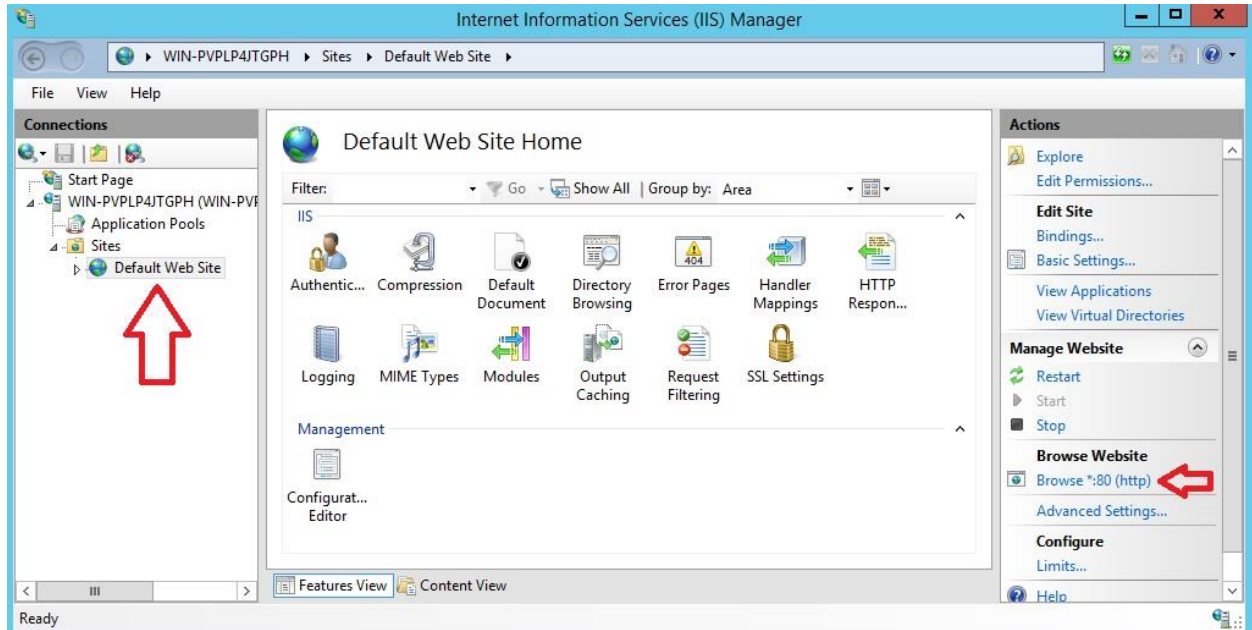 Internet Information Services (IIS) Manager
WIN-PVPLP4JTGPH Sites Default Web Site
File View Help
Connections
Start Page
WIN-PVPLP4JTGPH (WIN-PVP
Application Pools
Sites
Default Web Site
Default Web Site Home
Filter: Go Show All Group by: Area
IIS
Authentic... Compression Default Document Directory Browsing Error Pages Handler Mappings HTTP Respon...
Logging MIME Types Modules Output Caching Request Filtering SSL Settings
Management
Configurat... Editor
Features View Content View
Actions
Explore
Edit Permissions...
Edit Site
Bindings...
Basic Settings...
View Applications
View Virtual Directories
Manage Website
Restart
Start
Stop
Browse Website
Browse *:80 (http)
Advanced Settings...
Configure
Limits...
Help
Ready